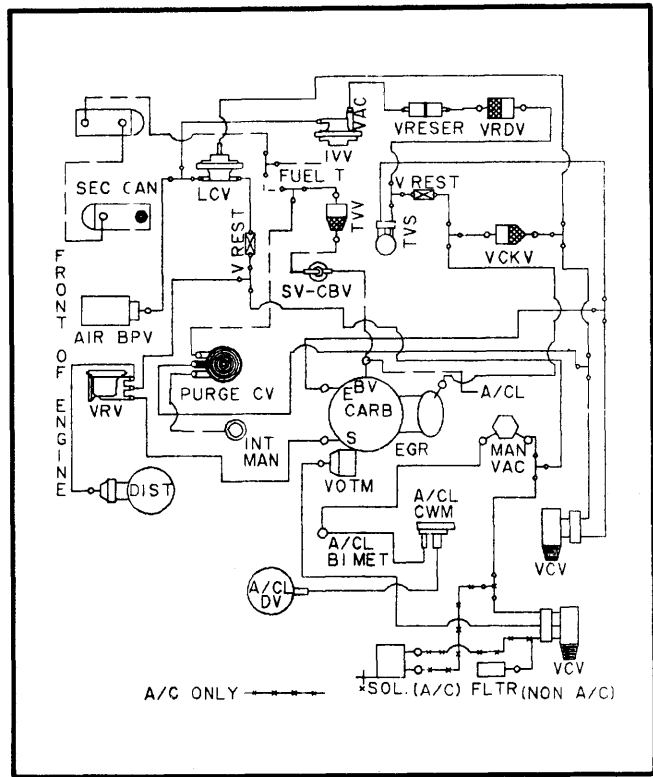 VAC
VRESER
VRDV
IVV
FUEL T
V REST
SEC CAN
LCV
TVV
TVS
V REST
VCKV
SV-CBV
FRONT OF ENGINE
AIR BPV
PURGE CV
E BV
CARB
A/CL
VRV
S
EGR
INT
MAN
MAN
VAC
VOTM
DIST
A/CL
CWM
A/CL
BIMET
VCV
A/CL
DV
VCV
A/C ONLY
SOL. (A/C)
FLTR (NON A/C)